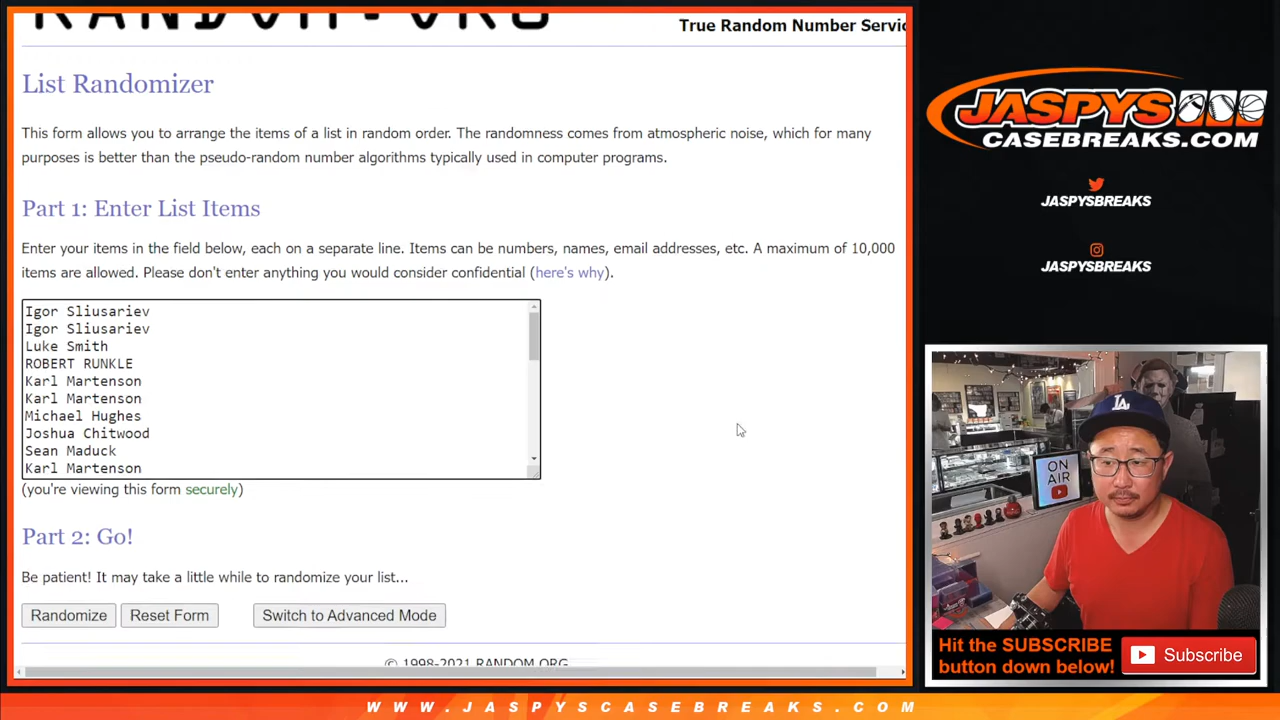 RANDOM.ORG
True Random Number Servic
List Randomizer
This form allows you to arrange the items of a list in random order. The randomness comes from atmospheric noise, which for many
purposes is better than the pseudo-random number algorithms typically used in computer programs.
Part 1: Enter List Items
Enter your items in the field below, each on a separate line. Items can be numbers, names, email addresses, etc. A maximum of 10,000
items are allowed. Please don't enter anything you would consider confidential (here's why).
Igor Sliusariev
Igor Sliusariev
Luke Smith
ROBERT RUNKLE
Karl Martenson
Karl Martenson
Michael Hughes
Joshua Chitwood
Sean Maduck
Karl Martenson
(you're viewing this form securely)
Part 2: Go!
Be patient! It may take a little while to randomize your list...
Randomize
Reset Form
Switch to Advanced Mode
© 1998-2021 RANDOM.ORG
JASPYS
CASEBREAKS.COM
JASPYSBREAKS
JASPYSBREAKS
LA
ON
AIR
Hit the SUBSCRIBE
button down below!
Subscribe
WWW.JASPYSCASEBREAKS.COM